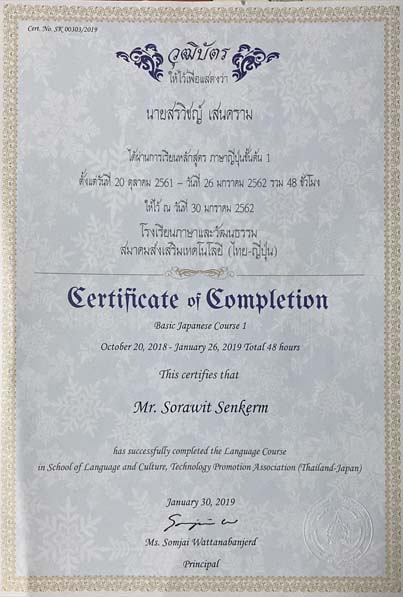 Cert. No. SK 00303/2019
วุฒิบัตร
ให้ไว้เพื่อแสดงว่า
นายสรวิชญ์ เสนคราม
ได้ผ่านการเรียนหลักสูตร ภาษาญี่ปุ่นชั้นต้น 1
ตั้งแต่วันที่ 20 ตุลาคม 2561 – วันที่ 26 มกราคม 2562 รวม 48 ชั่วโมง
ให้ไว้ ณ วันที่ 30 มกราคม 2562
โรงเรียนภาษาและวัฒนธรรม
สมาคมส่งเสริมเทคโนโลยี (ไทย-ญี่ปุ่น)
Certificate of Completion
Basic Japanese Course 1
October 20, 2018 - January 26, 2019 Total 48 hours
This certifies that
Mr. Sorawit Senkerm
has successfully completed the Language Course
in School of Language and Culture, Technology Promotion Association (Thailand-Japan)
January 30, 2019
Ms. Somjai Wattanabanjerd
Principal